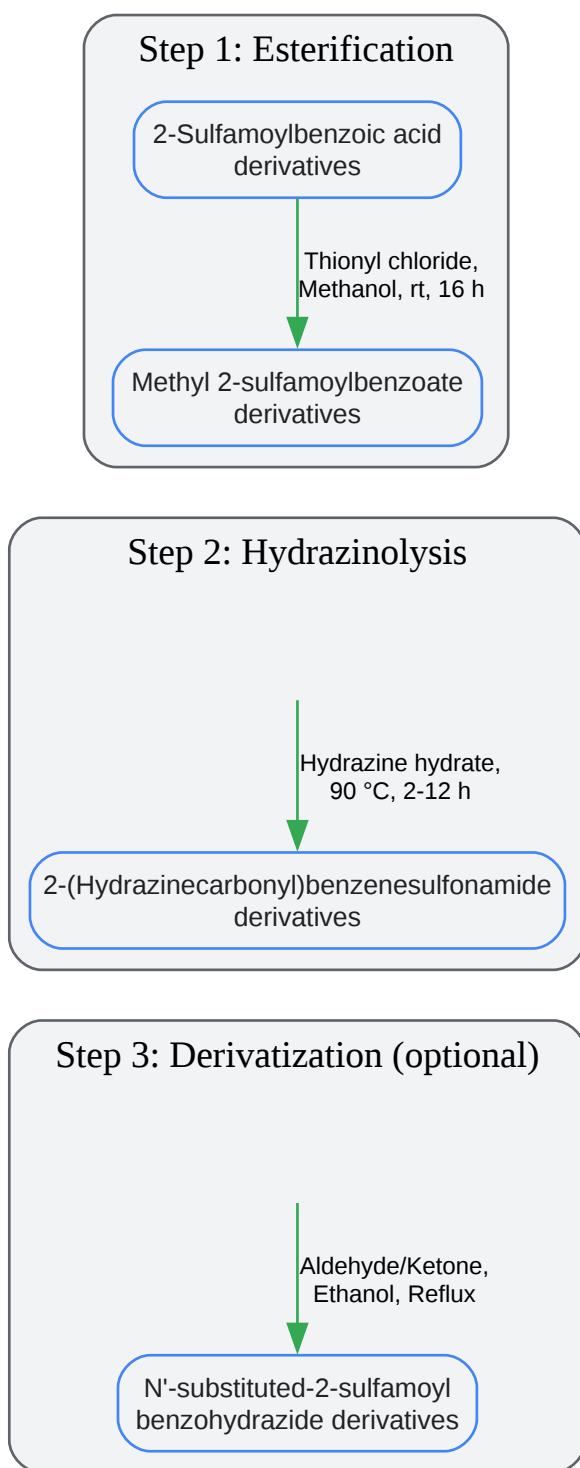 Step 1: Esterification
2-Sulfamoylbenzoic acid
derivatives
Thionyl chloride,
Methanol, rt, 16 h
Methyl 2-sulfamoylbenzoate
derivatives
Step 2: Hydrazinolysis
Hydrazine hydrate,
90 °C, 2-12 h
2-(Hydrazinecarbonyl)benzenesulfonamide
derivatives
Step 3: Derivatization (optional)
Aldehyde/Ketone,
Ethanol, Reflux
N'-substituted-2-sulfamoyl
benzohydrazide derivatives